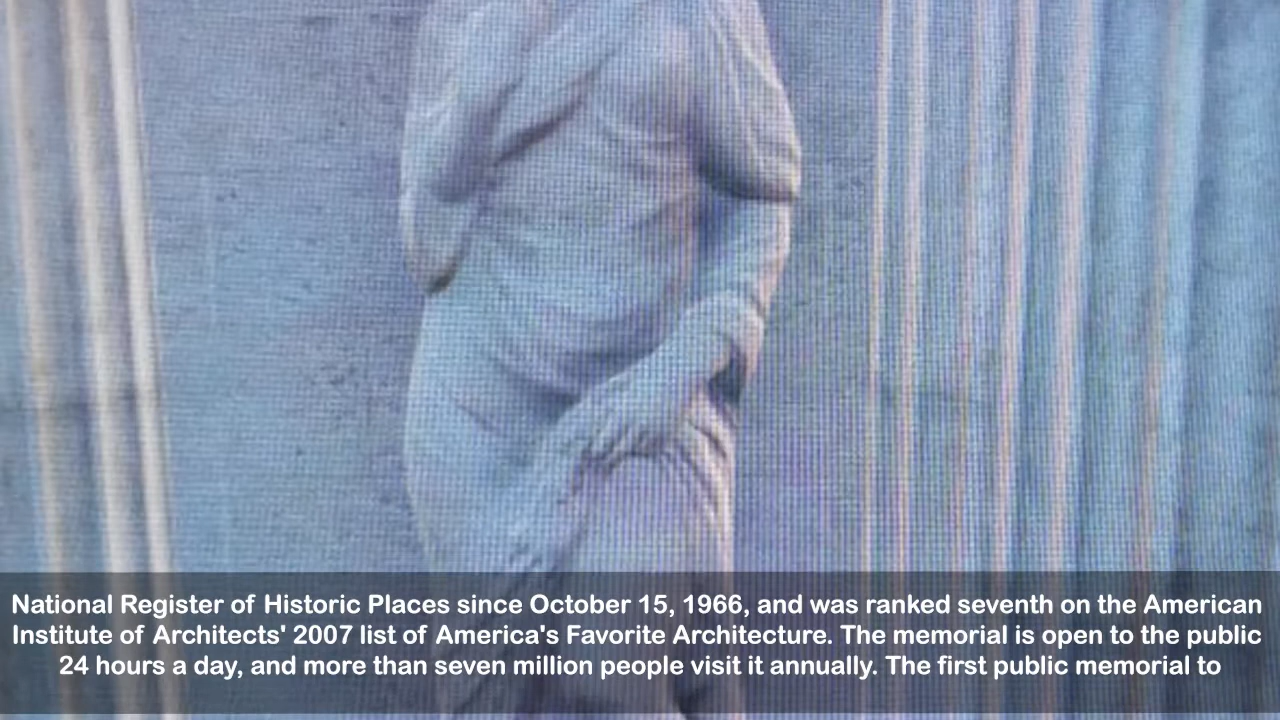 National Register of Historic Places since October 15, 1966, and was ranked seventh on the American
Institute of Architects' 2007 list of America's Favorite Architecture. The memorial is open to the public
24 hours a day, and more than seven million people visit it annually. The first public memorial to